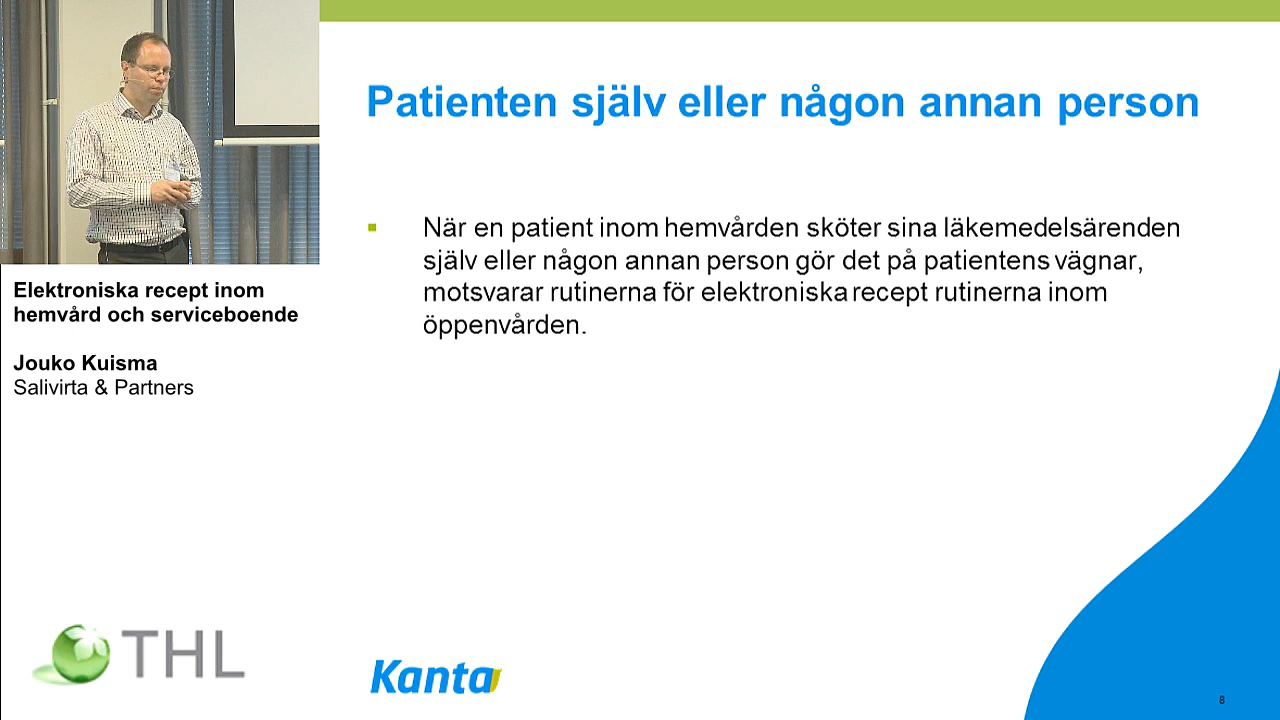 Patienten själv eller någon annan person
När en patient inom hemvården sköter sina läkemedelsärenden
själv eller någon annan person gör det på patientens vägnar,
motsvarar rutinerna för elektroniska recept rutinerna inom
öppenvården.
Elektroniska recept inom
hemvård och serviceboende
Jouko Kuisma
Salivirta & Partners
THL
Kanta
8